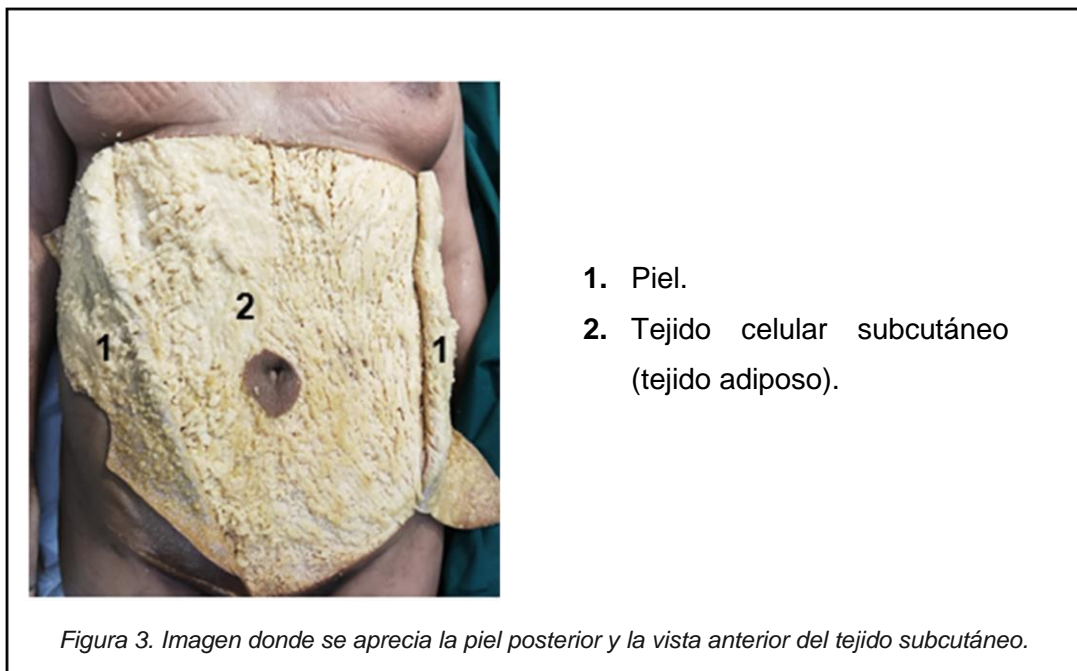 1
2
1
1. Piel.
2. Tejido celular subcutáneo
(tejido adiposo).
Figura 3. Imagen donde se aprecia la piel posterior y la vista anterior del tejido subcutáneo.